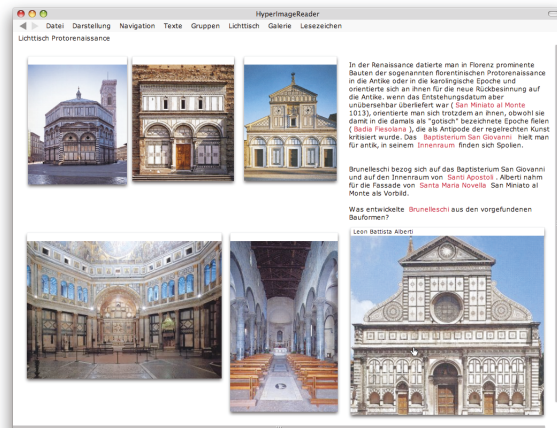 HyperImageReader
Datei Darstellung Navigation Texte Gruppen Lichttisch Galerie Lesezeichen
Lichttisch Protorenaissance
In der Renaissance datierte man in Florenz prominente
Bauten der sogenannten florentinischen Protorenaissance
in die Antike oder in die karolingische Epoche und
orientierte sich an ihnen für die neue Rückbesinnung auf
die Antike. wenn das Entstehungsdatum aber
unübersehbar überliefert war ( San Miniato al Monte
1013), orientierte man sich trotzdem an ihnen, obwohl sie
damit in die damals als "gotisch" bezeichnete Epoche fielen
( Badia Fiesolana ), die als Antipode der regelrechten Kunst
kritisiert wurde. Das Baptisterium San Giovanni hielt man
für antik, in seinem Innenraum finden sich Spolien.
Brunelleschi bezog sich auf das Baptisterium San Giovanni
und auf den Innenraum von Santi Apostoli . Alberti nahm
für die Fassade von Santa Maria Novella San Miniato al
Monte als Vorbild.
Was entwickelte Brunelleschi aus den vorgefundenen
Bauformen?
Leon Battista Alberti